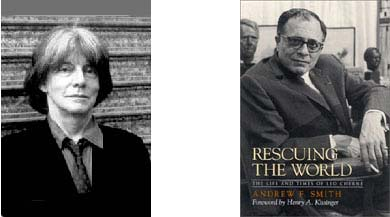 RESCUING
THE WORLD
THE LIFE AND TIMES OF LEO CHERNE
ANDREW F. SMITH
Foreword by Henry A. Kissinger